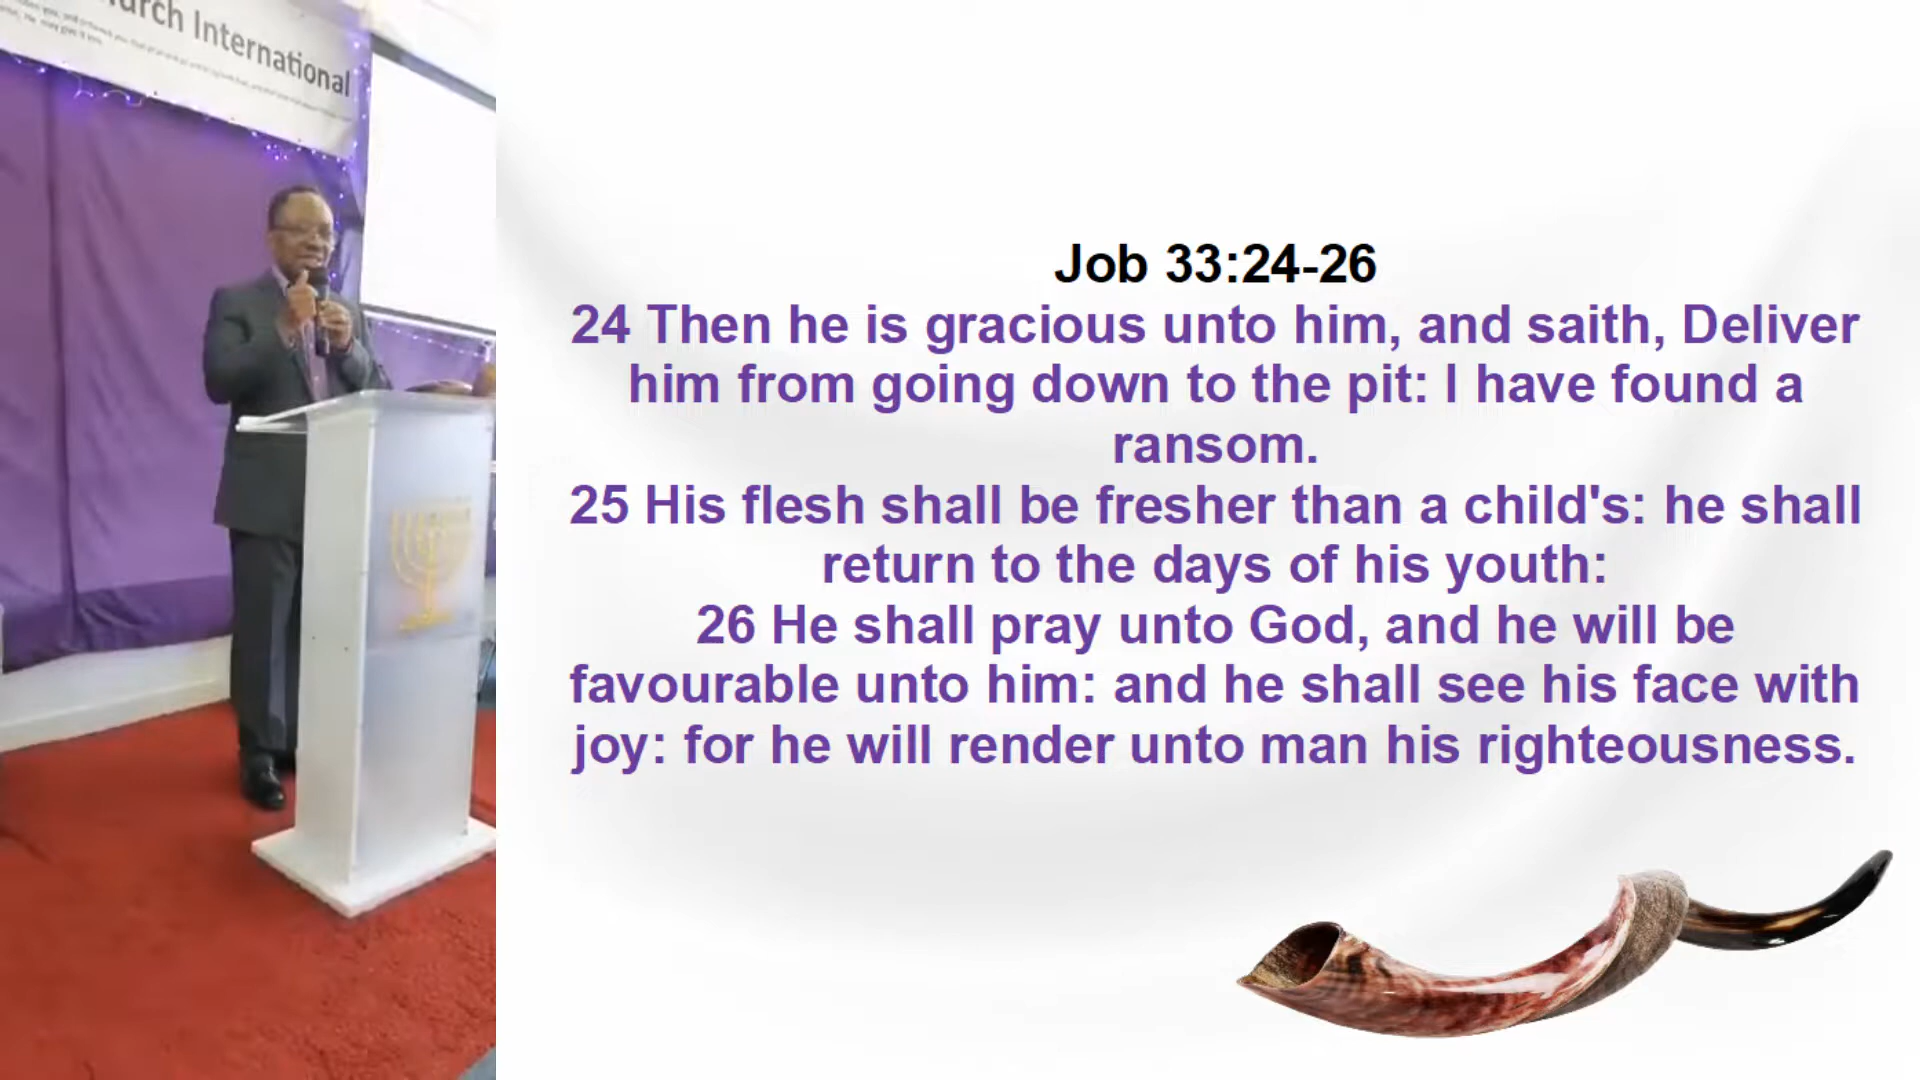 urch International
Job 33:24-26
24 Then he is gracious unto him, and saith, Deliver
him from going down to the pit: I have found a
ransom.
25 His flesh shall be fresher than a child's: he shall
return to the days of his youth:
26 He shall pray unto God, and he will be
favourable unto him: and he shall see his face with
joy: for he will render unto man his righteousness.